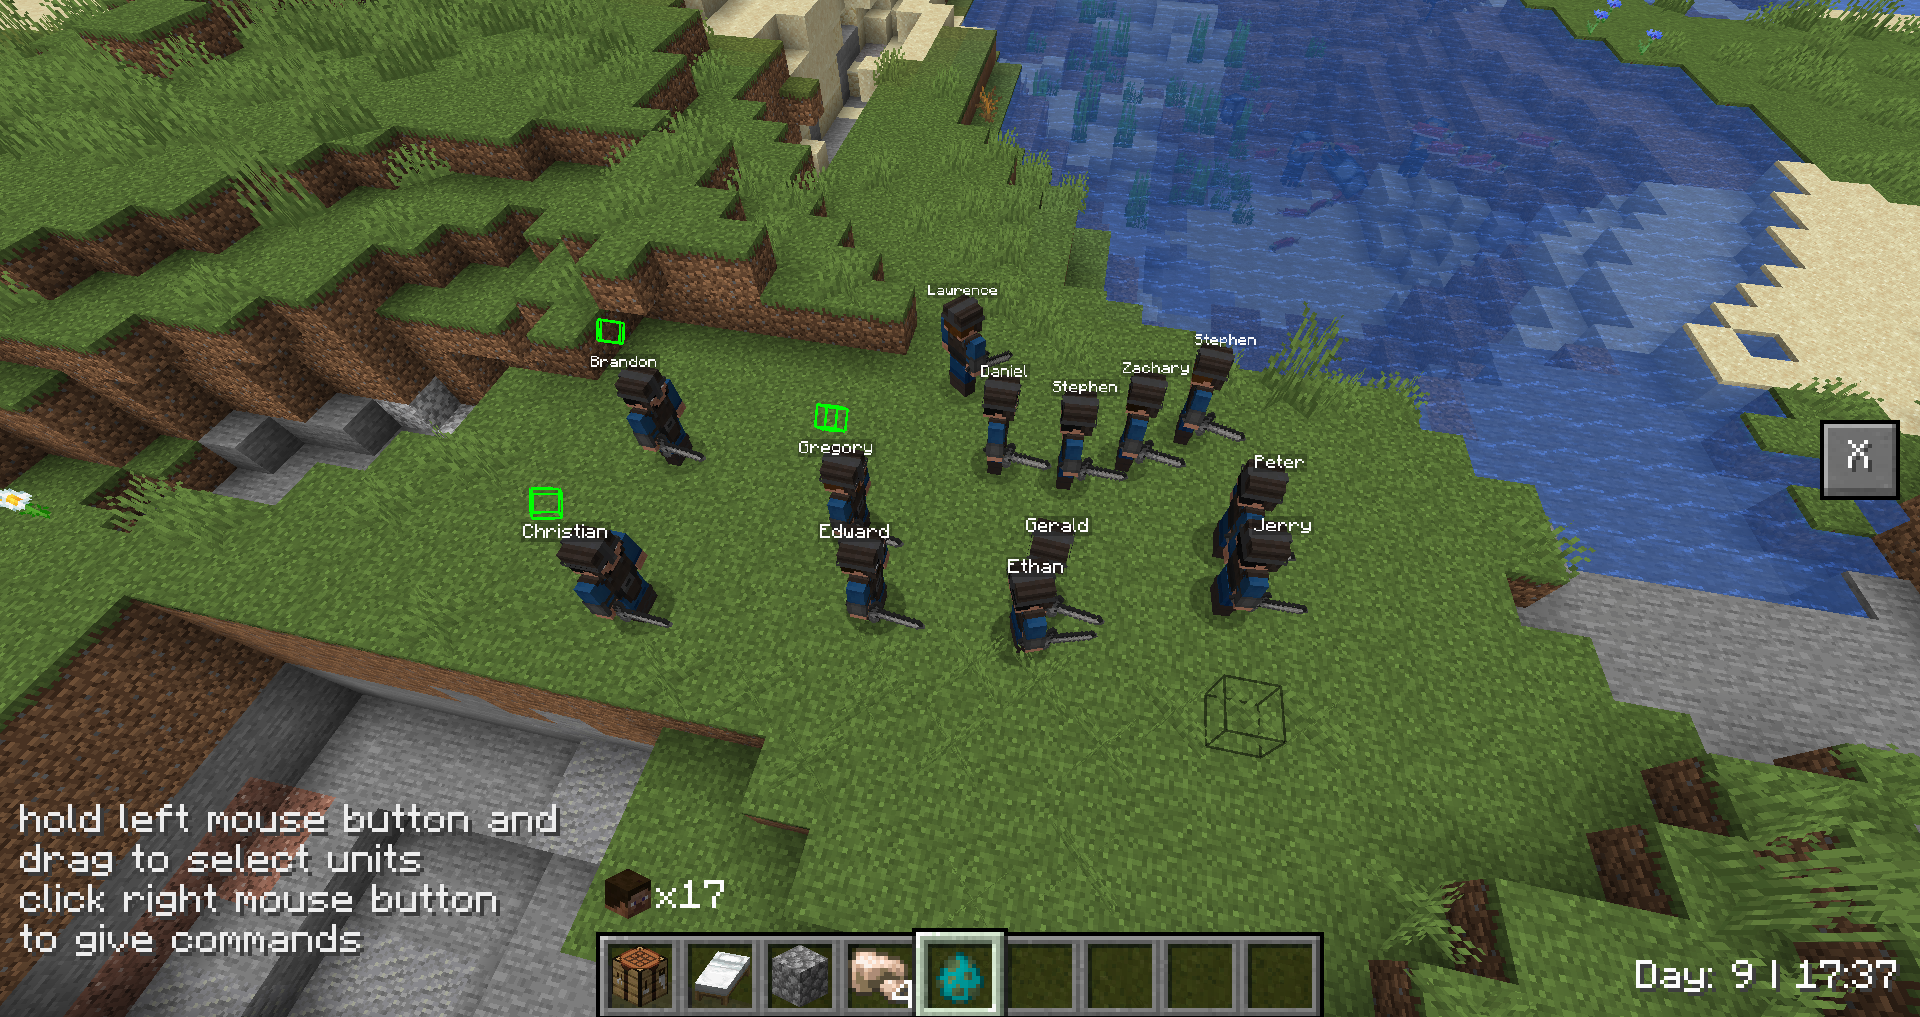 Lawrence
Stephen
Brandon
Daniel
Zachary
Stephen
Gregory
Peter
Christian
Edward
Gerald
Jerry
Ethan
X
hold left mouse button and
drag to select units
click right mouse button
to give commands
x17
4
Day: 9 | 17:37